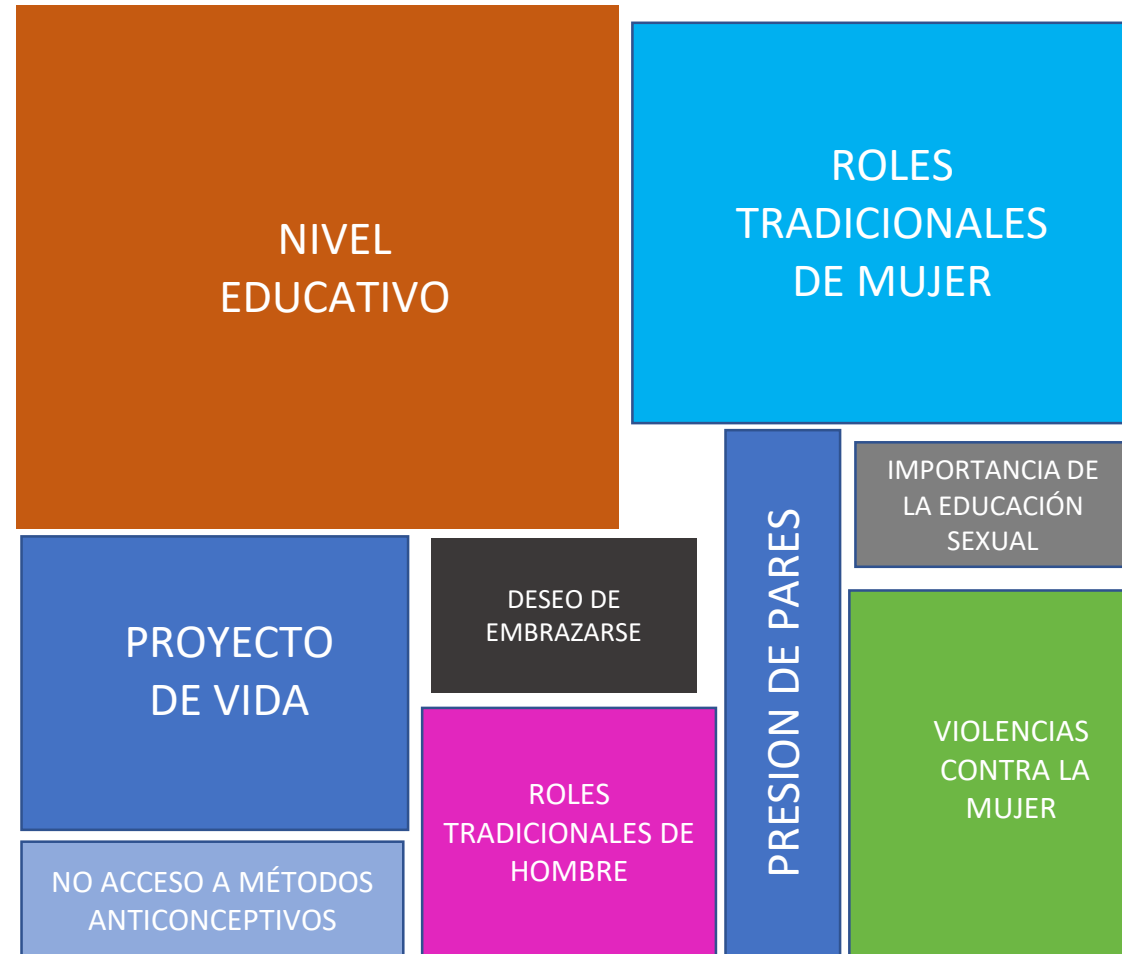 NIVEL
EDUCATIVO
ROLES
TRADICIONALES
DE MUJER
IMPORTANCIA DE
LA EDUCACIÓN
SEXUAL
PROYECTO
DE VIDA
DESEO DE
EMBRAZARSE
PRESION DE PARES
VIOLENCIAS
CONTRA LA
MUJER
ROLES
TRADICIONALES DE
HOMBRE
NO ACCESO A MÉTODOS
ANTICONCEPTIVOS